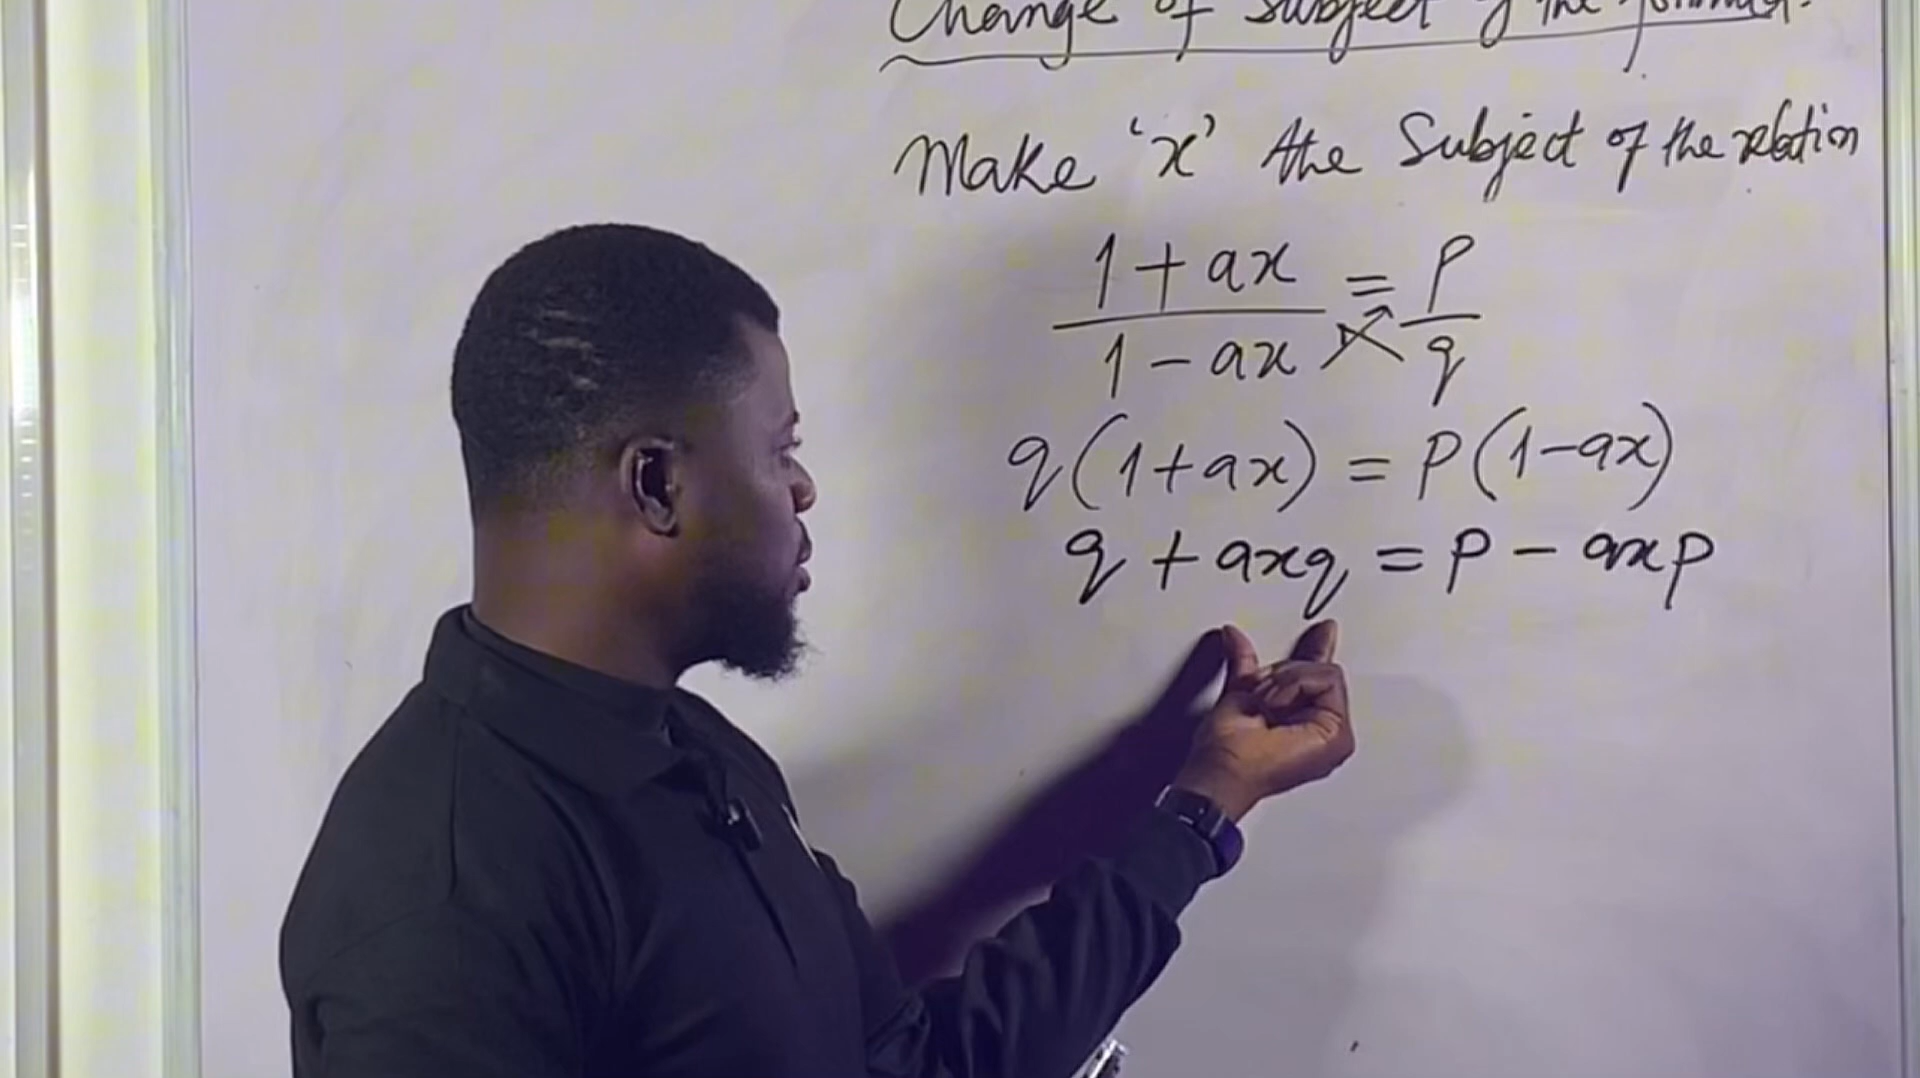 Change of Subject of the formula.
Make 'x' the Subject of the relation
1 + ax = p
1 - ax q
q(1+ax) = P(1-ax)
q + axq = P - axp